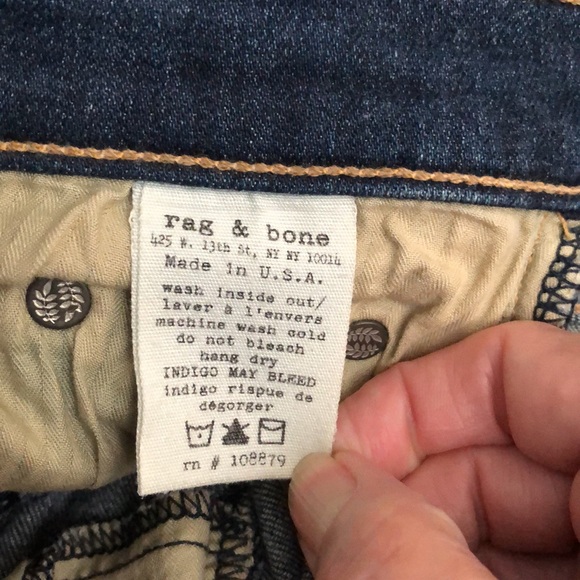 rag & bone
425 W. 13th St, NY NY 10014
Made in U.S.A.
wash inside out/
laver à l'envers
machine wash cold
do not bleach
hang dry
INDIGO MAY BLEED
indigo rispue de
dégorger
rn # 108879